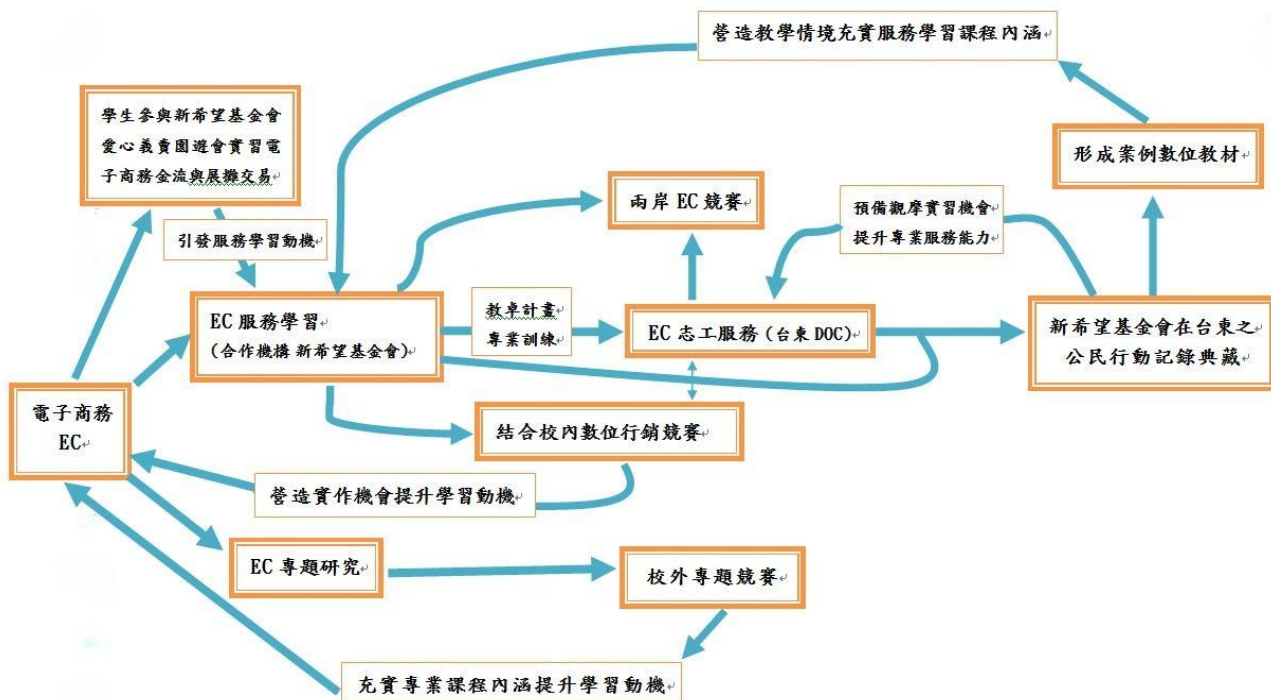 營造教學情境充實服務學習課程內涵
學生參與新希望基金會
愛心義賣園遊會實習電
子商務金流與展攤交易
形成案例數位教材
兩岸 EC 競賽
預備觀摩實習機會
提升專業服務能力
引發服務學習動機
EC 服務學習
(合作機構 新希望基金會)
教卓計畫
專業訓練
EC 志工服務 (台東 DOC)
新希望基金會在台東之
公民行動記錄典藏
電子商務
EC
結合校內數位行銷競賽
營造實作機會提升學習動機
EC 專題研究
校外專題競賽
充實專業課程內涵提升學習動機